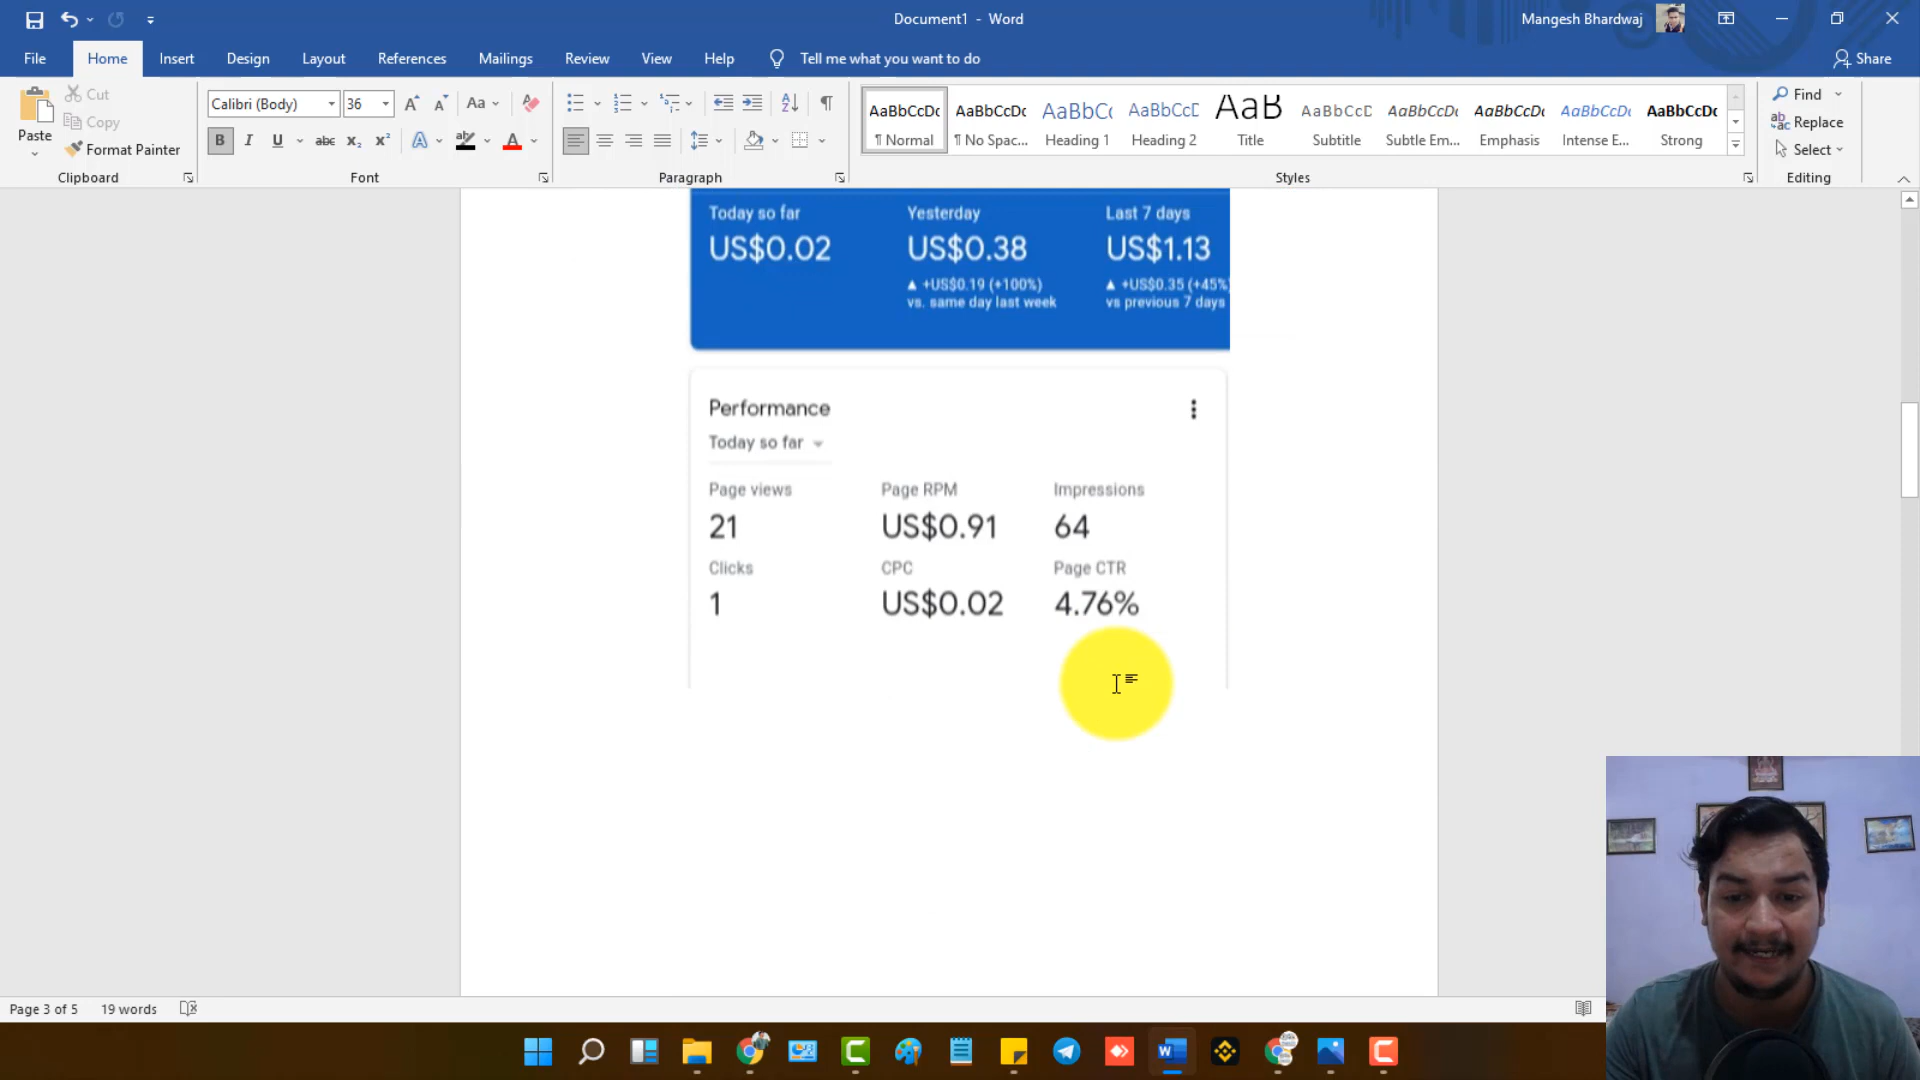 Document1 - Word
Mangesh Bhardwaj
File Home Insert Design Layout References Mailings Review View Help Tell me what you want to do Share
Paste
Cut
Copy
Format Painter
Clipboard
Calibri (Body) 36
Font
Paragraph
AaBbCcDc AaBbCcDc AaBbCc AaBbCcD AaB AaBbCcD AaBbCcDc AaBbCcDc AaBbCcDc AaBbCcDc
¶ Normal ¶ No Spac... Heading 1 Heading 2 Title Subtitle Subtle Em... Emphasis Intense E... Strong
Styles
Find
Replace
Select
Editing
Today so far Yesterday Last 7 days
US$0.02 US$0.38 US$1.13
▲ +US$0.19 (+100%) ▲ +US$0.35 (+45%
vs. same day last week vs previous 7 days
Performance
Today so far
Page views Page RPM Impressions
21 US$0.91 64
Clicks CPC Page CTR
1 US$0.02 4.76%
Page 3 of 5 19 words